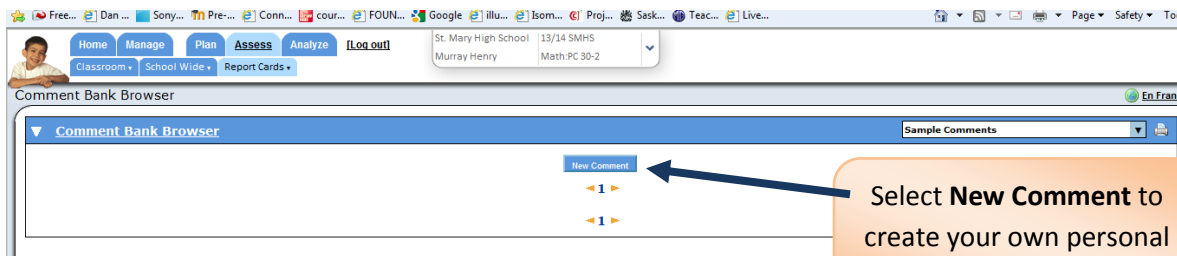 Free... Dan ... Sony... Pre-... Conn... cour... FOUN... Google illu... Isom... Proj... Sask... Teac... Live... Page Safety
Home Manage Plan Assess Analyze [Log out] St. Mary High School 13/14 SMHS
Murray Henry Math:PC 30-2
Classroom School Wide Report Cards
Comment Bank Browser En Fran
Comment Bank Browser Sample Comments
New Comment
1
1
Select New Comment to
create your own personal